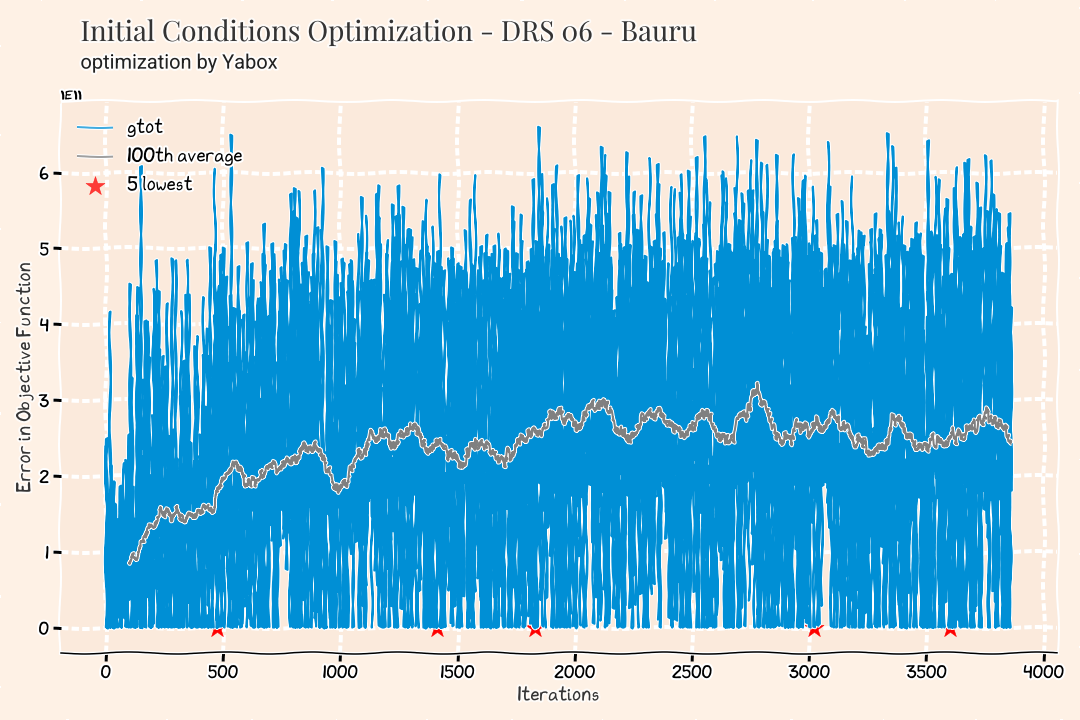 Initial Conditions Optimization - DRS 06 - Bauru
optimization by Yabox
1E11
gtot
100th average
5 lowest
Error in Objective Function
6
5
4
3
2
1
0
0 500 1000 1500 2000 2500 3000 3500 4000
Iterations